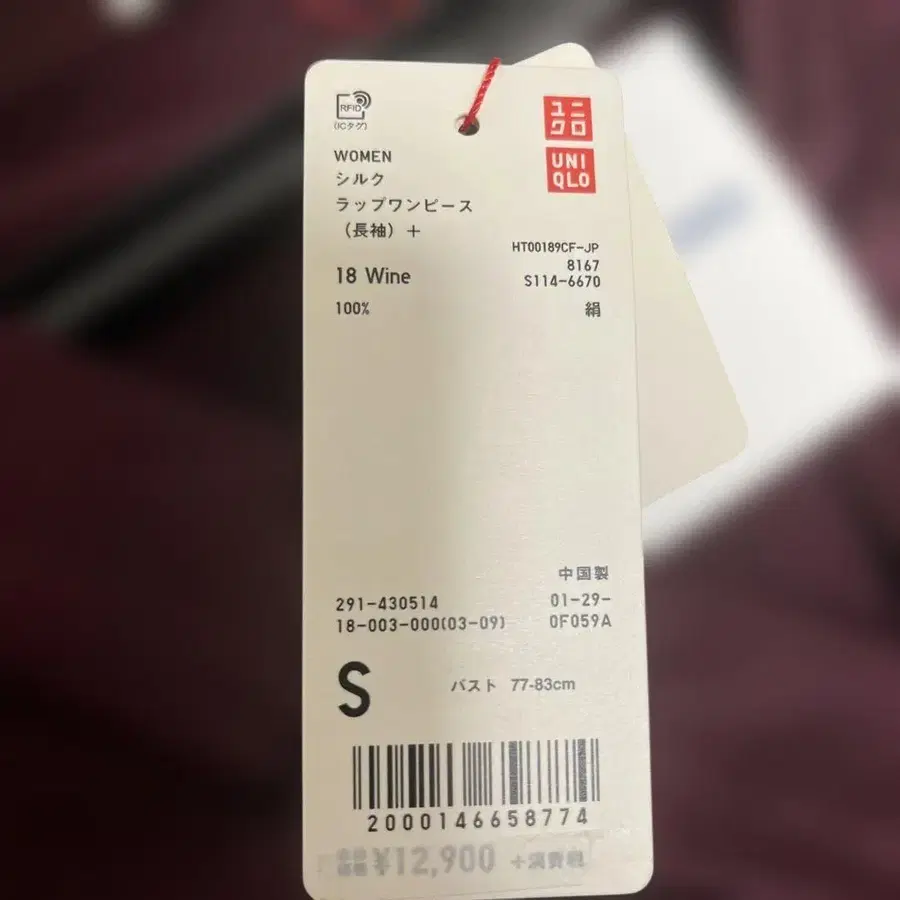 RFID
(ICタグ)
ユニ
クロ
UNI
QLO
WOMEN
シルク
ラップワンピース
（長袖）＋
HT00189CF-JP
8167
18 Wine
S114-6670
100% 絹
中国製
291-430514 01-29-
18-003-000(03-09) 0F059A
S バスト 77-83cm
2000146658774
¥12,900 +消費税